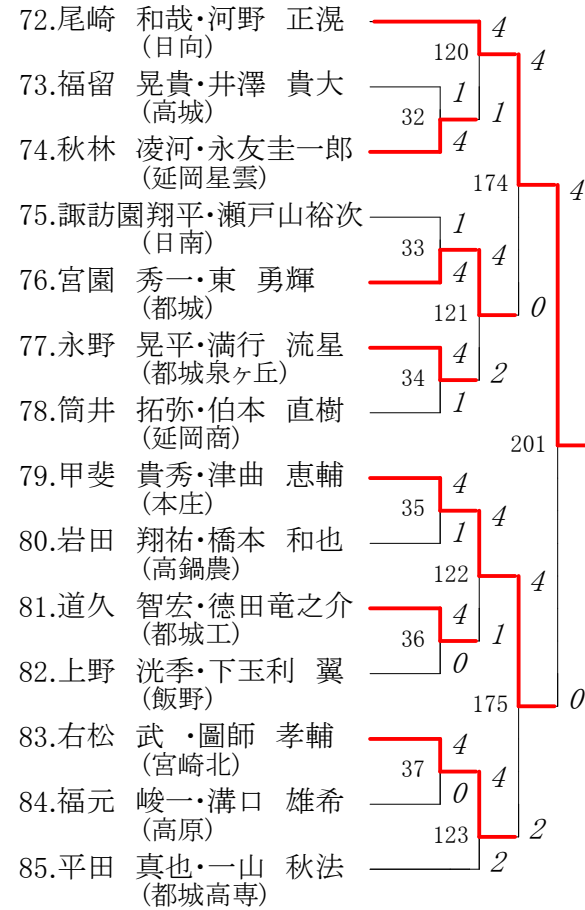 72.尾崎 和哉・河野 正滉 4
(日向) 120 4
73.福留 晃貴・井澤 貴大 1
(高城) 32 1
74.秋林 凌河・永友圭一郎 4
(延岡星雲) 174 4
75.諏訪園翔平・瀬戸山裕次 1
(日南) 33 4
76.宮園 秀一・東 勇輝 4
(都城) 121 0
77.永野 晃平・満行 流星 4
(都城泉ヶ丘) 34 2
78.筒井 拓弥・伯本 直樹 1
(延岡商) 201
79.甲斐 貴秀・津曲 恵輔 4
(本庄) 35 4
80.岩田 翔祐・橋本 和也 1
(高鍋農) 122 4
81.道久 智宏・德田竜之介 4
(都城工) 36 1
82.上野 洸季・下玉利 翼 0
(飯野) 175 0
83.右松 武 ・圖師 孝輔 4
(宮崎北) 37 4
84.福元 峻一・溝口 雄希 0
(高原) 123 2
85.平田 真也・一山 秋法 2
(都城高専)